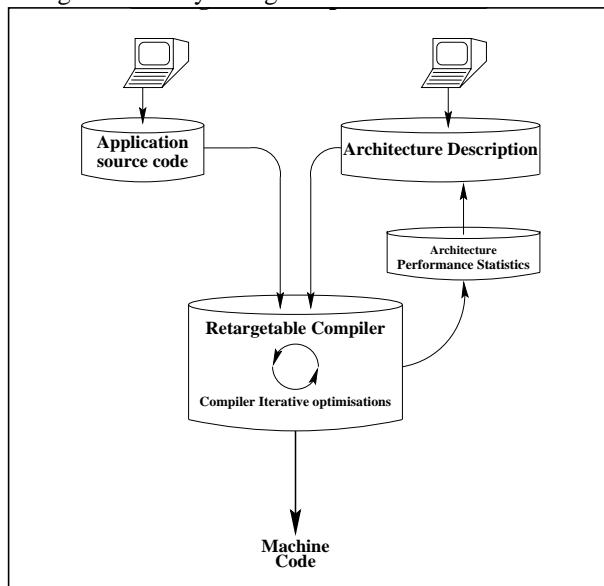 Application
source code
Architecture Description
Architecture
Performance Statistics
Retargetable Compiler
Compiler Iterative optimisations
Machine
Code